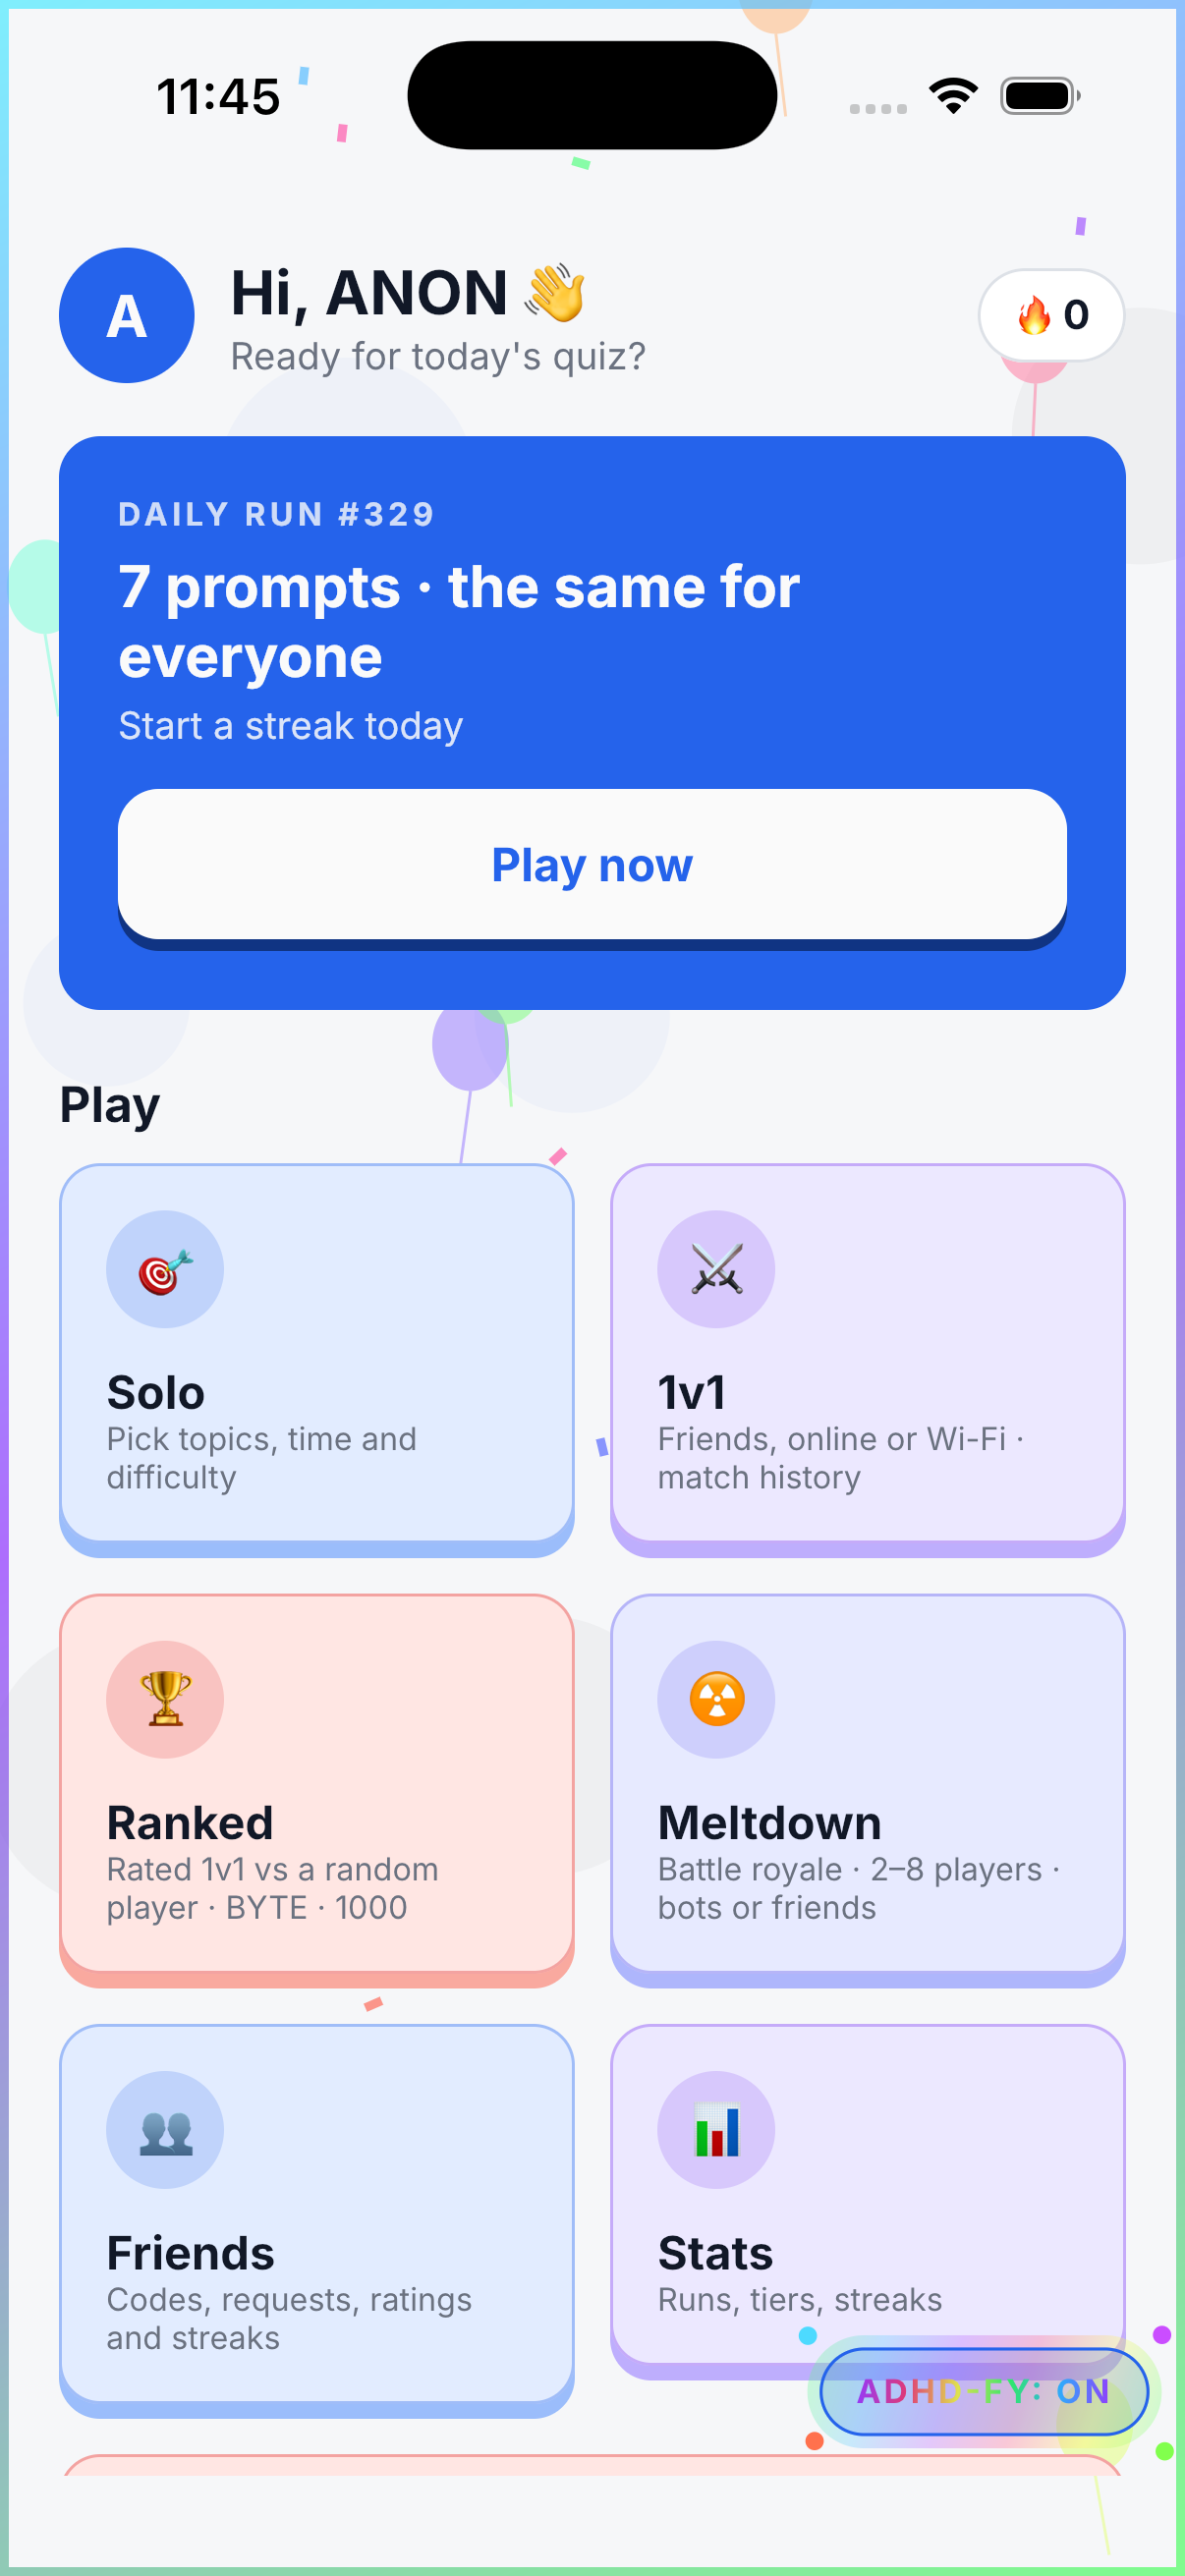 11:45
A
Hi, ANON 👋
Ready for today's quiz?
🔥 0
DAILY RUN #329
7 prompts · the same for
everyone
Start a streak today
Play now
Play
Solo
Pick topics, time and
difficulty
1v1
Friends, online or Wi-Fi ·
match history
Ranked
Rated 1v1 vs a random
player · BYTE · 1000
Meltdown
Battle royale · 2–8 players ·
bots or friends
Friends
Codes, requests, ratings
and streaks
Stats
Runs, tiers, streaks
ADHD-FY: ON